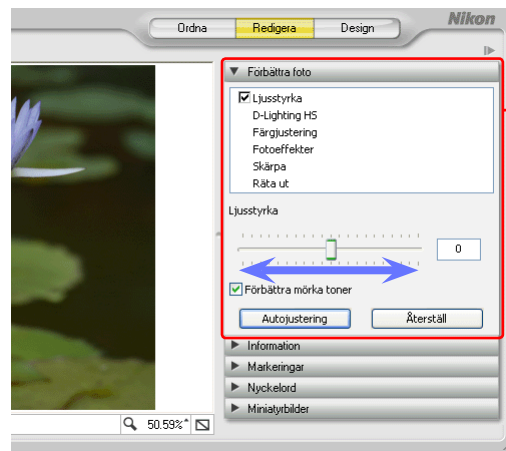 Nikon
Ordna Redigera Design
Förbättra foto
Ljusstyrka
D-Lighting HS
Färgjustering
Fotoeffekter
Skärpa
Räta ut
Ljusstyrka
0
Förbättra mörka toner
Autojustering Återställ
Information
Markeringar
Nyckelord
Miniatyrbilder
50.59%*